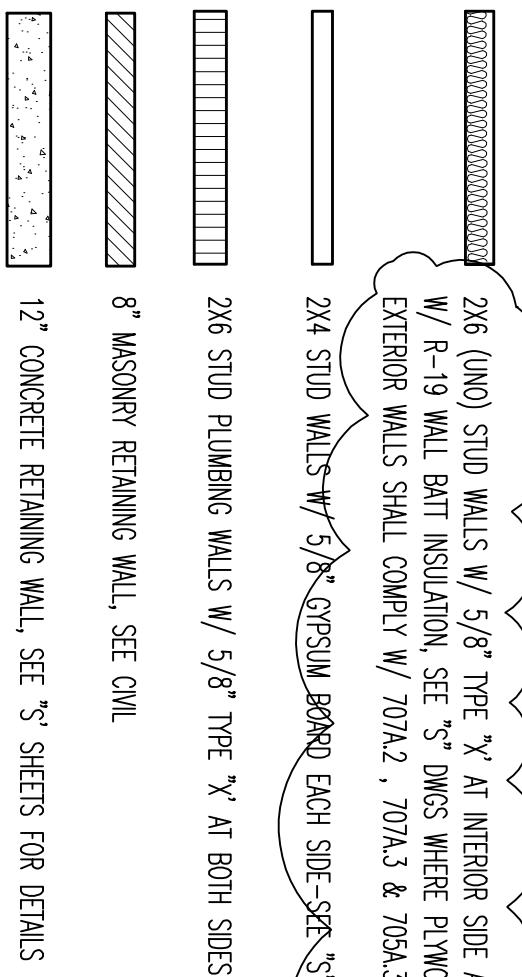 2X6 (UNO) STUD WALLS W/ 5/8" TYPE "X' AT INTERIOR SIDE
W/ R-19 WALL BATT INSULATION, SEE "S" DWGS WHERE
EXTERIOR WALLS SHALL COMPLY W/ 707A.2 , 707A.3 &
2X4 STUD WALLS W/ 5/8" GYPSUM BOARD EACH SIDE-SEE "S"
2X6 STUD PLUMBING WALLS W/ 5/8" TYPE "X' AT BOTH SIDES
8" MASONRY RETAINING WALL, SEE CIVIL
12" CONCRETE RETAINING WALL, SEE "S' SHEETS FOR DETAILS